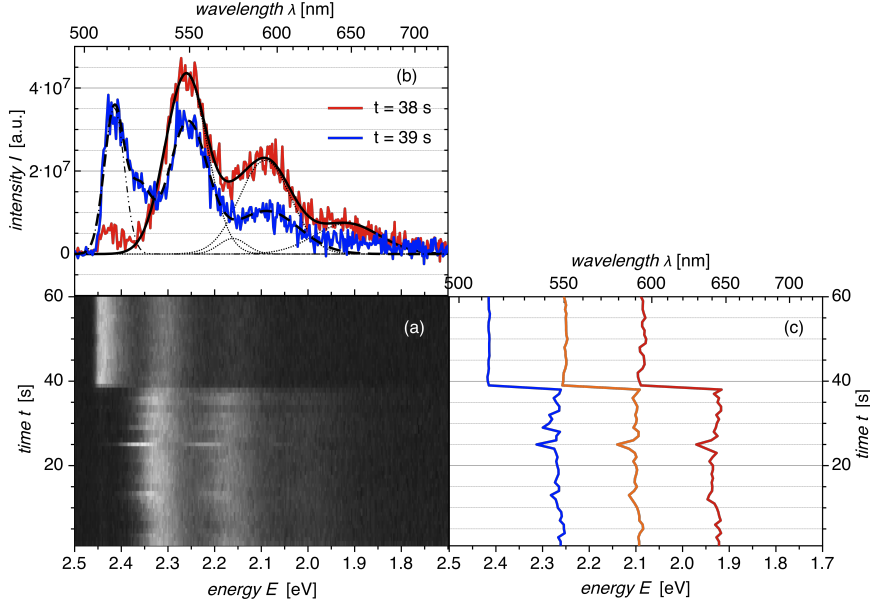 wavelength λ [nm]
500 550 600 650 700
intensity I [a.u.]
4·10⁷
2·10⁷
0
(b)
t = 38 s
t = 39 s
wavelength λ [nm]
500 550 600 650 700
time t [s]
60
40
20
(a)
2.5 2.4 2.3 2.2 2.1 2.0 1.9 1.8 2.5
energy E [eV]
(c)
60
40
20
time t [s]
2.4 2.3 2.2 2.1 2.0 1.9 1.8 1.7
energy E [eV]